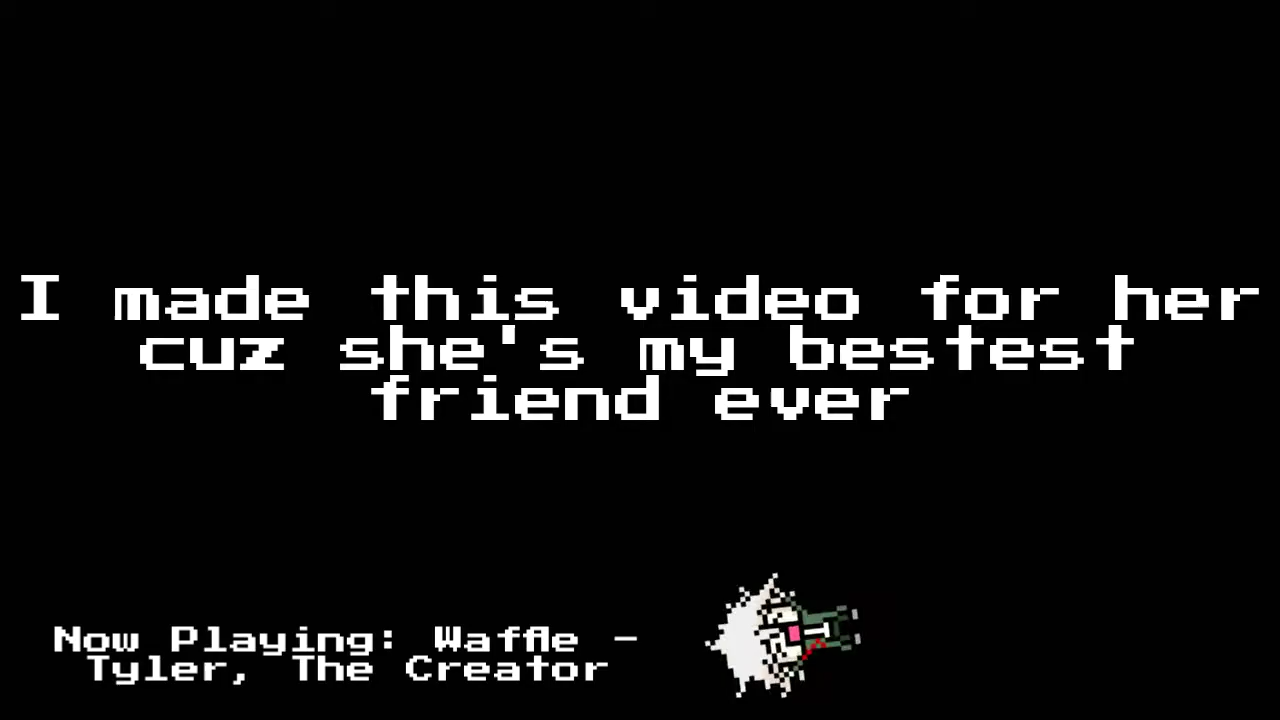 I made this video for her
cuz she's my bestest
friend ever
Now Playing: Waffle -
Tyler, The Creator